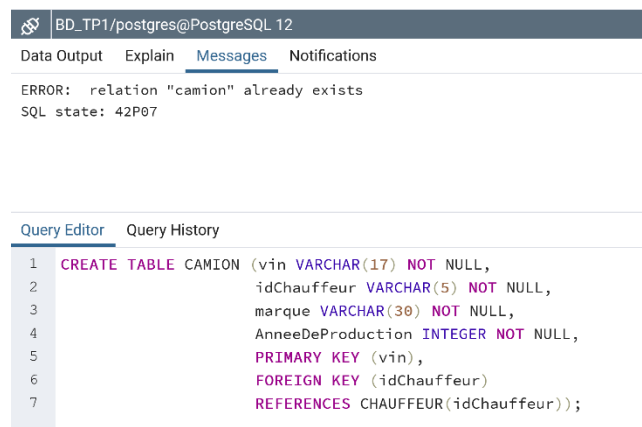 BD_TP1/postgres@PostgreSQL 12
Data Output Explain Messages Notifications
ERROR:  relation "camion" already exists
SQL state: 42P07
Query Editor Query History
1 CREATE TABLE CAMION (vin VARCHAR(17) NOT NULL,
2 idChauffeur VARCHAR(5) NOT NULL,
3 marque VARCHAR(30) NOT NULL,
4 AnneeDeProduction INTEGER NOT NULL,
5 PRIMARY KEY (vin),
6 FOREIGN KEY (idChauffeur)
7 REFERENCES CHAUFFEUR(idChauffeur));